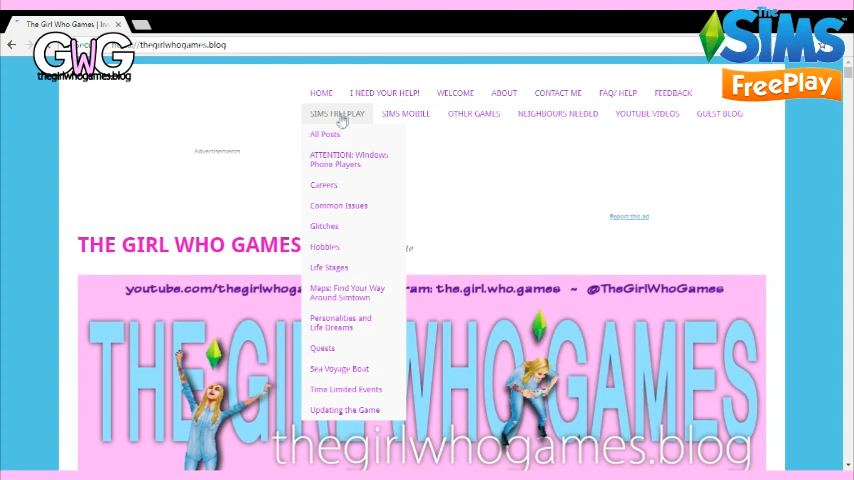 The Girl Who Games |
thegirlwhogames.blog
GWG
thegirlwhogames.blog
The SIMS
FreePlay
HOME I NEED YOUR HELP! WELCOME ABOUT CONTACT ME FAQ/ HELP FEEDBACK
SIMS FREEPLAY SIMS MOBILE OTHER GAMES NEIGHBOURS NEEDED YOUTUBE VIDEOS GUEST BLOG
All Posts
Advertisements
ATTENTION: Windows
Phone Players
Careers
Common Issues
Report this ad
Glitches
THE GIRL WHO GAMES
Hobbies
Life Stages
Maps: Find Your Way
Around Simtown
youtube.com/thegirlwhoga ram: the.girl.who.games ~ @TheGirlWhoGames
Personalities and
Life Dreams
THE GIRL WHO GAMES
Quests
Sea Voyage Boat
Time Limited Events
Updating the Game
thegirlwhogames.blog